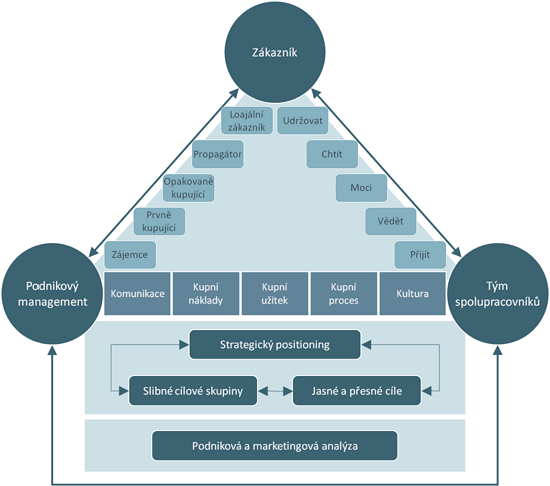 Zákazník
Loajální
zákazník
Udržovat
Propagátor
Chtít
Opakovaně
kupující
Moci
Prvně
kupující
Vědět
Zájemce
Přijít
Podnikový
management
Komunikace
Kupní
náklady
Kupní
užitek
Kupní
proces
Kultura
Tým
spolupracovníků
Strategický positioning
Slibné cílové skupiny
Jasné a přesné cíle
Podniková a marketingová analýza